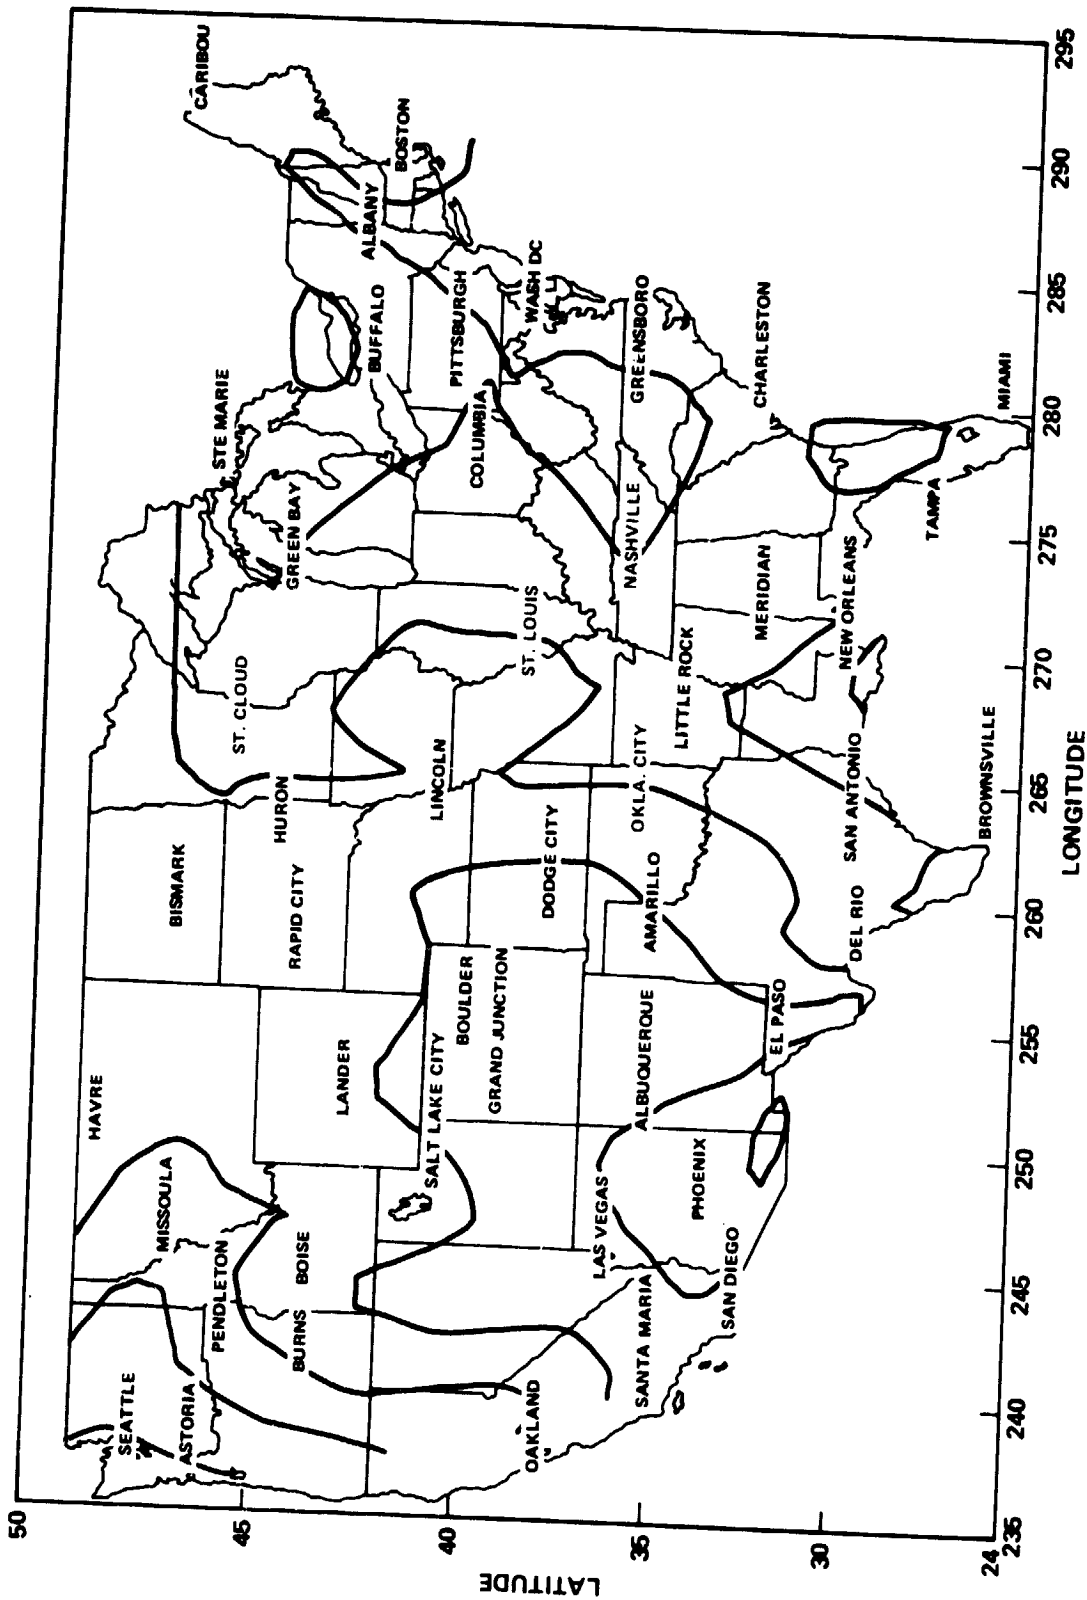 50
45
40
35
30
24
LATITUDE
235
240
245
250
255
260
265
270
275
280
285
290
295
LONGITUDE
SEATTLE
ASTORIA
PENDLETON
MISSOULA
HAVRE
BURNS
BOISE
LANDER
OAKLAND
SALT LAKE CITY
BOULDER
GRAND JUNCTION
LAS VEGAS
SANTA MARIA
SAN DIEGO
PHOENIX
ALBUQUERQUE
EL PASO
BISMARK
RAPID CITY
HURON
ST. CLOUD
LINCOLN
DODGE CITY
AMARILLO
OKLA. CITY
DEL RIO
SAN ANTONIO
BROWNSVILLE
LITTLE ROCK
ST. LOUIS
GREEN BAY
STE MARIE
NASHVILLE
MERIDIAN
NEW ORLEANS
COLUMBIA
PITTSBURGH
BUFFALO
ALBANY
BOSTON
CARIBOU
WASH DC
GREENSBORO
CHARLESTON
TAMPA
MIAMI